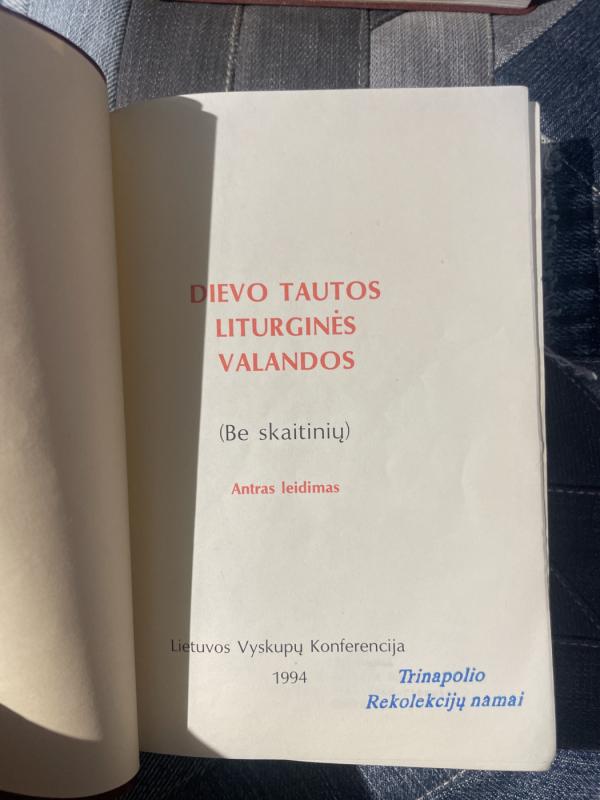 DIEVO TAUTOS
LITURGINĖS
VALANDOS
(Be skaitinių)
Antras leidimas
Lietuvos Vyskupų Konferencija
1994
Trinapolio
Rekolekcijų namai